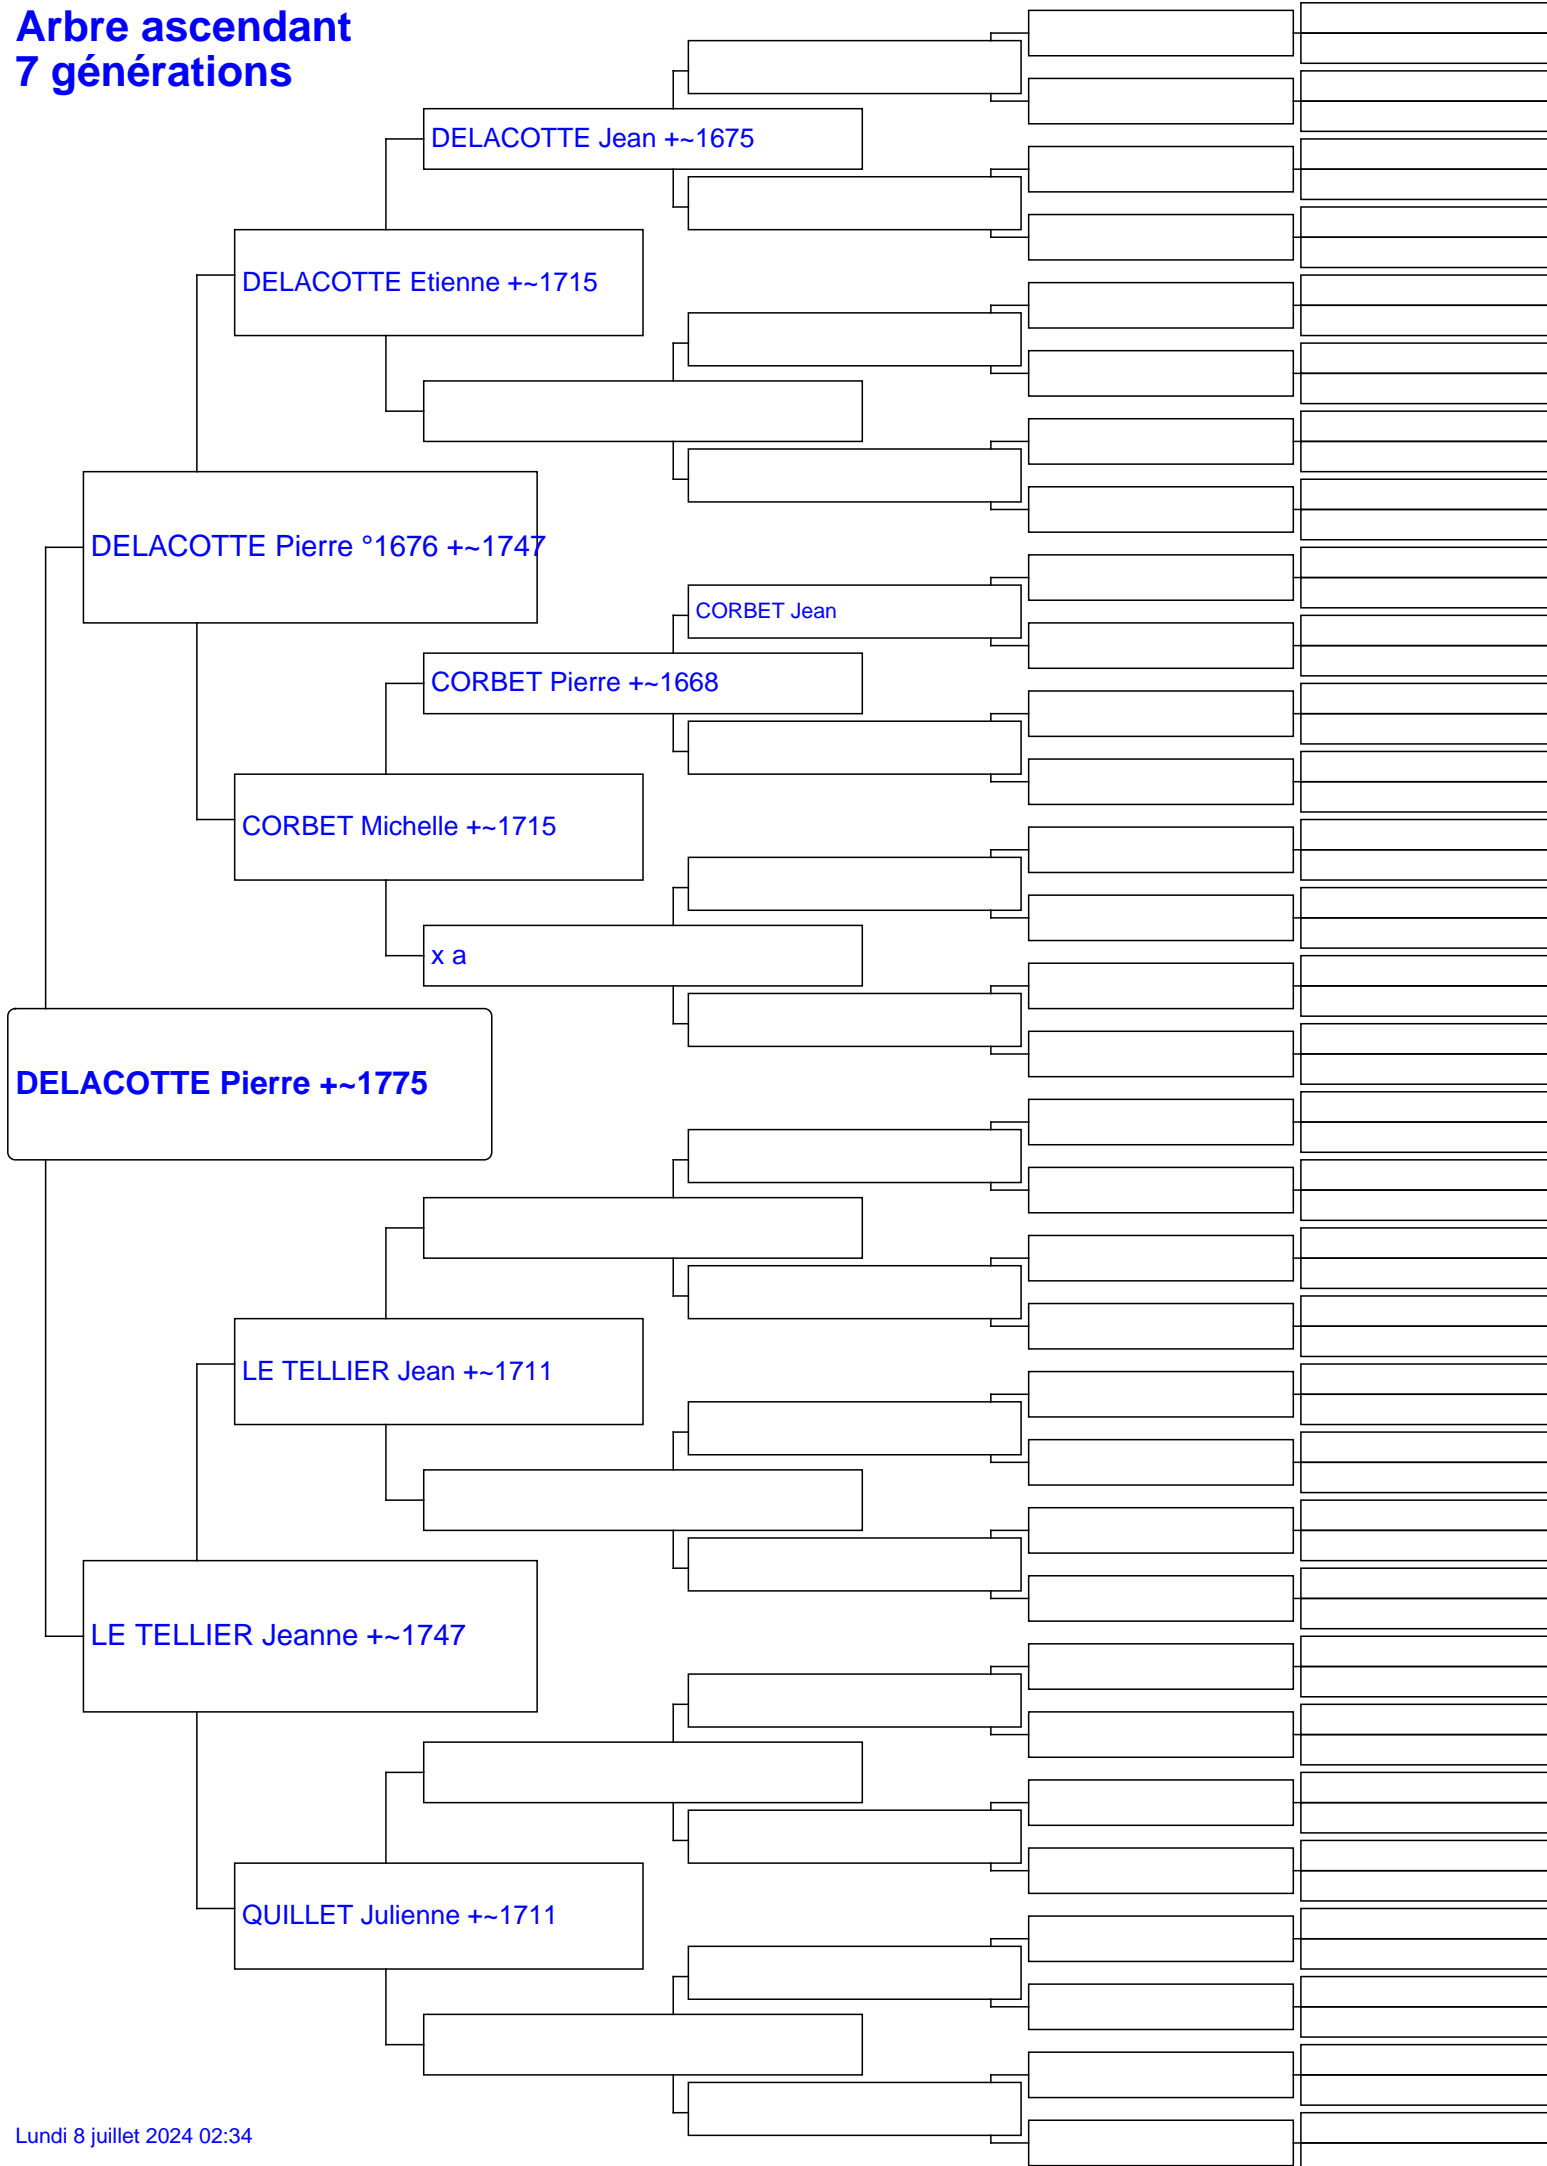 Arbre ascendant
7 générations
DELACOTTE Jean +~1675
DELACOTTE Etienne +~1715
DELACOTTE Pierre °1676 +~1747
CORBET Jean
CORBET Pierre +~1668
CORBET Michelle +~1715
x a
DELACOTTE Pierre +~1775
LE TELLIER Jean +~1711
LE TELLIER Jeanne +~1747
QUILLET Julienne +~1711
Lundi 8 juillet 2024 02:34